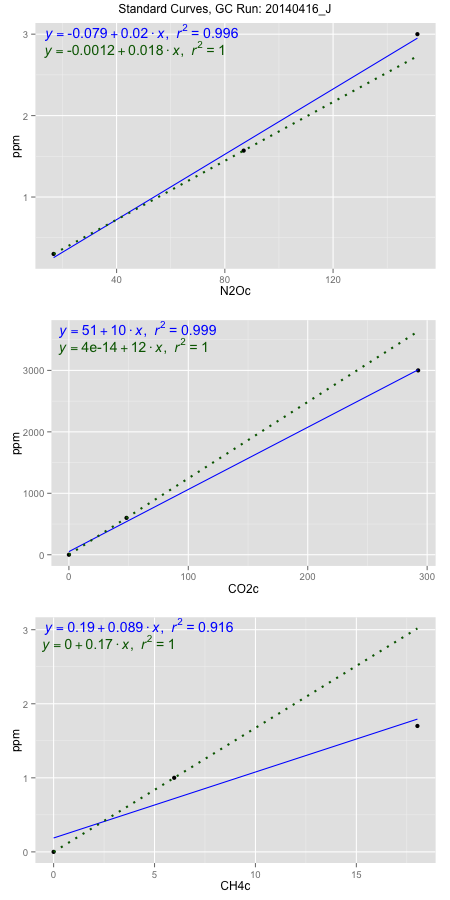 Standard Curves, GC Run: 20140416_J
y = -0.079 + 0.02 · x, r² = 0.996
y = -0.0012 + 0.018 · x, r² = 1
3
2
1
ppm
40 80 120
N2Oc
y = 51 + 10 · x, r² = 0.999
y = 4e-14 + 12 · x, r² = 1
3000
2000
1000
0
ppm
0 100 200 300
CO2c
y = 0.19 + 0.089 · x, r² = 0.916
y = 0 + 0.17 · x, r² = 1
3
2
1
0
ppm
0 5 10 15
CH4c